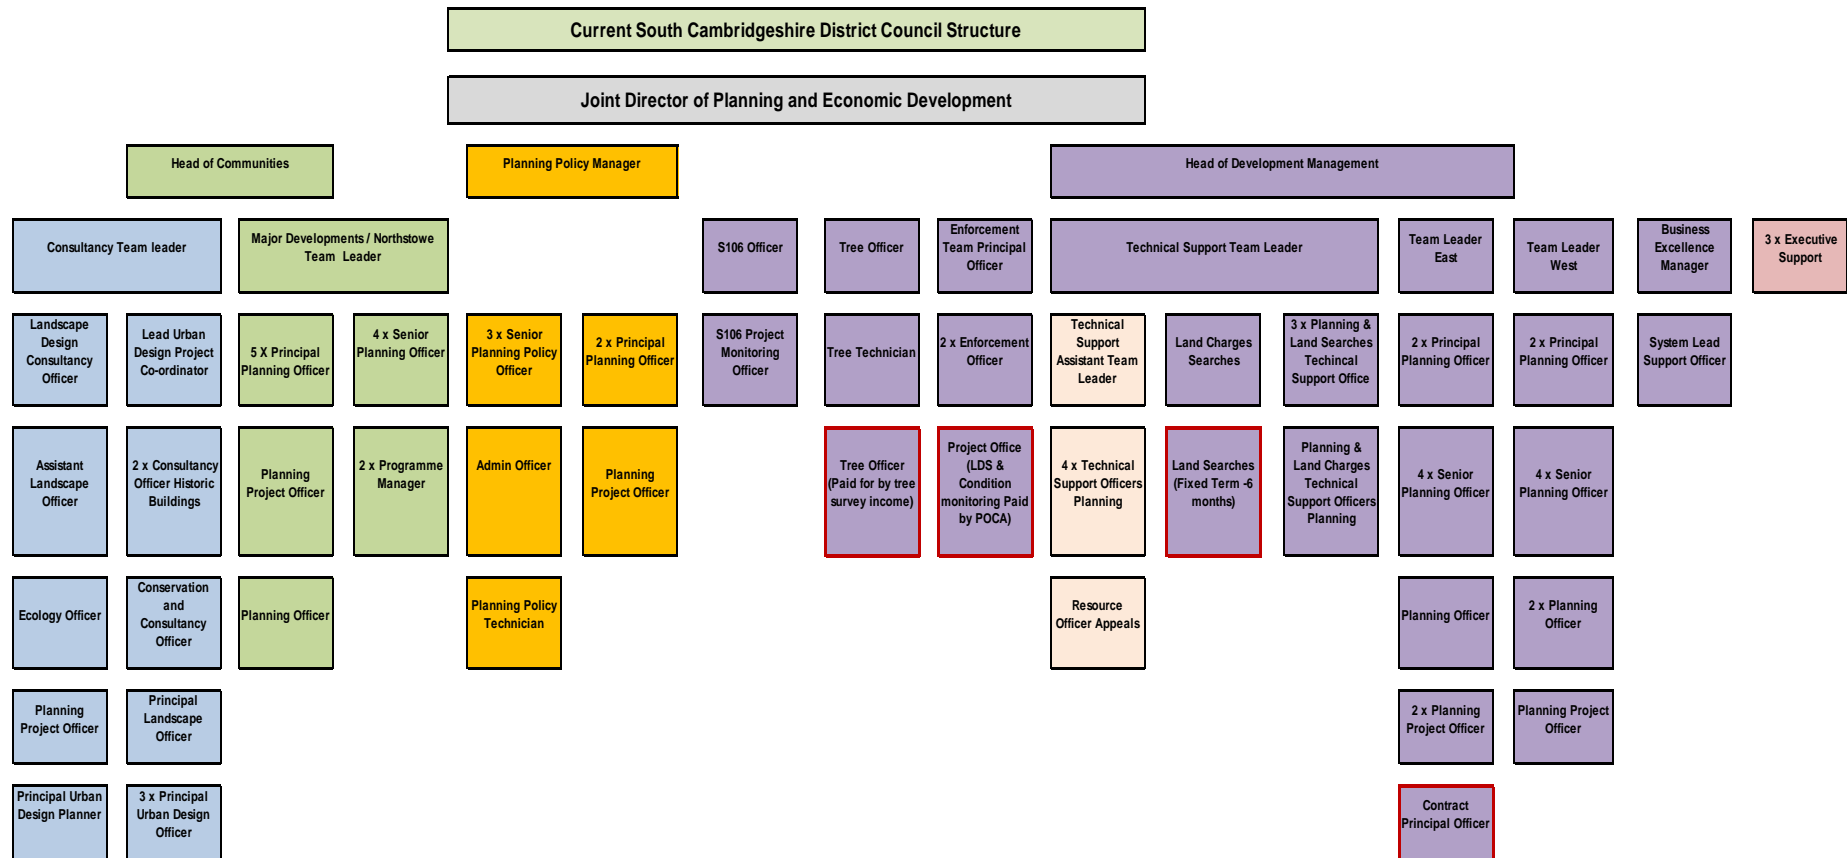 Current South Cambridgeshire District Council Structure
Joint Director of Planning and Economic Development
Head of Communities
Planning Policy Manager
Head of Development Management
Consultancy Team leader
Major Developments / Northstowe
Team Leader
S106 Officer
Tree Officer
Enforcement
Team Principal
Officer
Technical Support Team Leader
Team Leader
East
Team Leader
West
Business
Excellence
Manager
3 x Executive
Support
Landscape
Design
Consultancy
Officer
Lead Urban
Design Project
Co-ordinator
5 X Principal
Planning Officer
4 x Senior
Planning Officer
3 x Senior
Planning Policy
Officer
2 x Principal
Planning Officer
S106 Project
Monitoring
Officer
Tree Technician
2 x Enforcement
Officer
Technical
Support
Assistant Team
Leader
Land Charges
Searches
3 x Planning &
Land Searches
Techincal
Support Office
2 x Principal
Planning Officer
2 x Principal
Planning Officer
System Lead
Support Officer
Assistant
Landscape
Officer
2 x Consultancy
Officer Historic
Buildings
Planning
Project Officer
2 x Programme
Manager
Admin Officer
Planning
Project Officer
Tree Officer
(Paid for by tree
survey income)
Project Office
(LDS &
Condition
monitoring Paid
by POCA)
4 x Technical
Support Officers
Planning
Land Searches
(Fixed Term -6
months)
Planning &
Land Charges
Technical
Support Officers
Planning
4 x Senior
Planning Officer
4 x Senior
Planning Officer
Ecology Officer
Conservation
and
Consultancy
Officer
Planning Officer
Planning Policy
Technician
Resource
Officer Appeals
Planning Officer
2 x Planning
Officer
Planning
Project Officer
Principal
Landscape
Officer
2 x Planning
Project Officer
Planning Project
Officer
Principal Urban
Design Planner
3 x Principal
Urban Design
Officer
Contract
Principal Officer